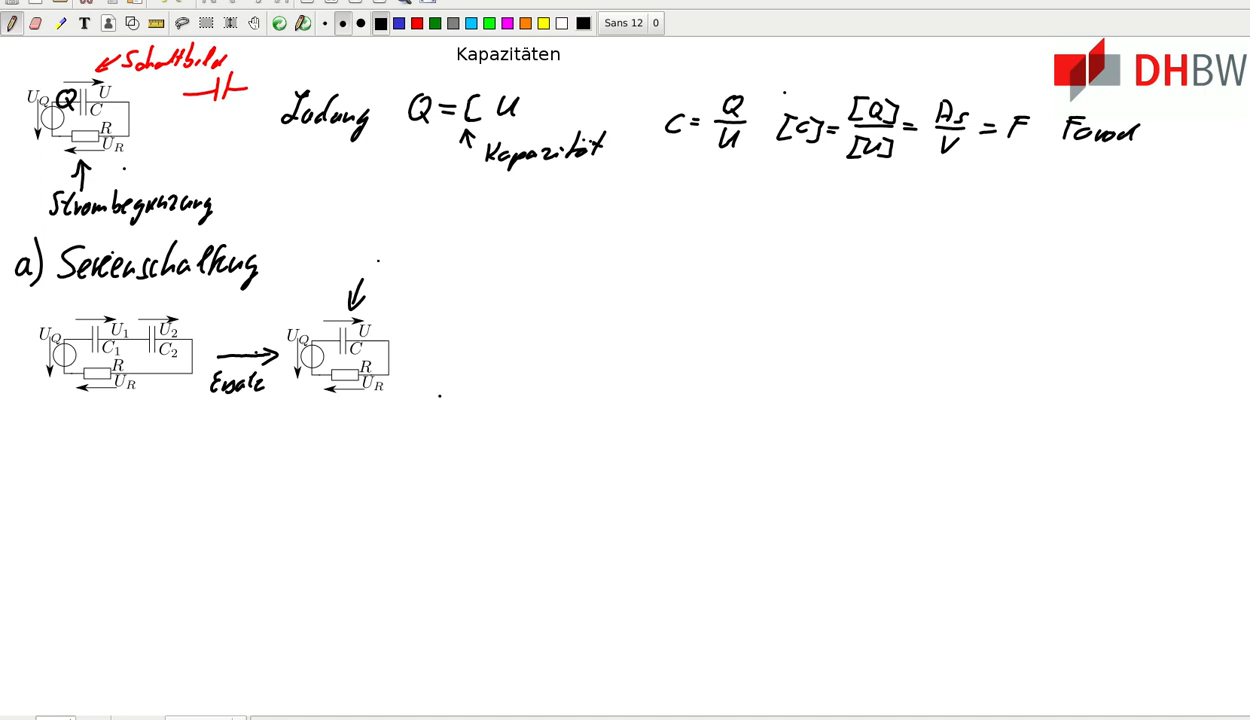 Sans 12 0
Kapazitäten
DHBW
Schaltbild
U_Q Q U
C
R
U_R
Ladung Q = C U
Kapazität
C = Q/U [C] = [Q]/[U] = As/V = F Farad
Strombegrenzung
a) Serienschaltung
U_Q U_1 U_2
C_1 C_2
R
U_R
Ersatz
U_Q U
C
R
U_R